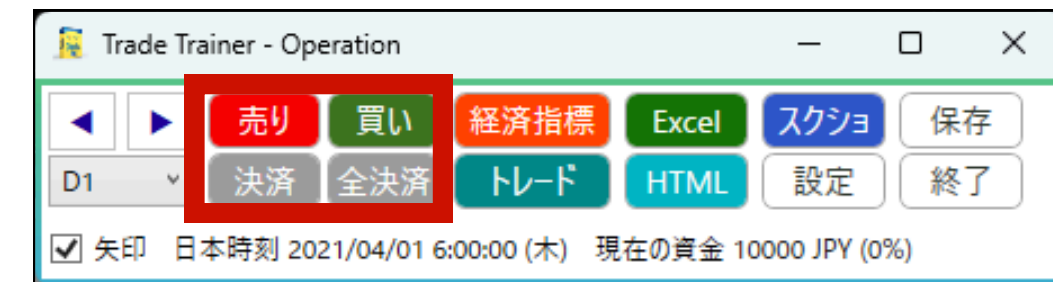 Trade Trainer - Operation
売り 買い 経済指標 Excel スクショ 保存
D1 決済 全決済 トレード HTML 設定 終了
矢印 日本時刻 2021/04/01 6:00:00 (木) 現在の資金 10000 JPY (0%)